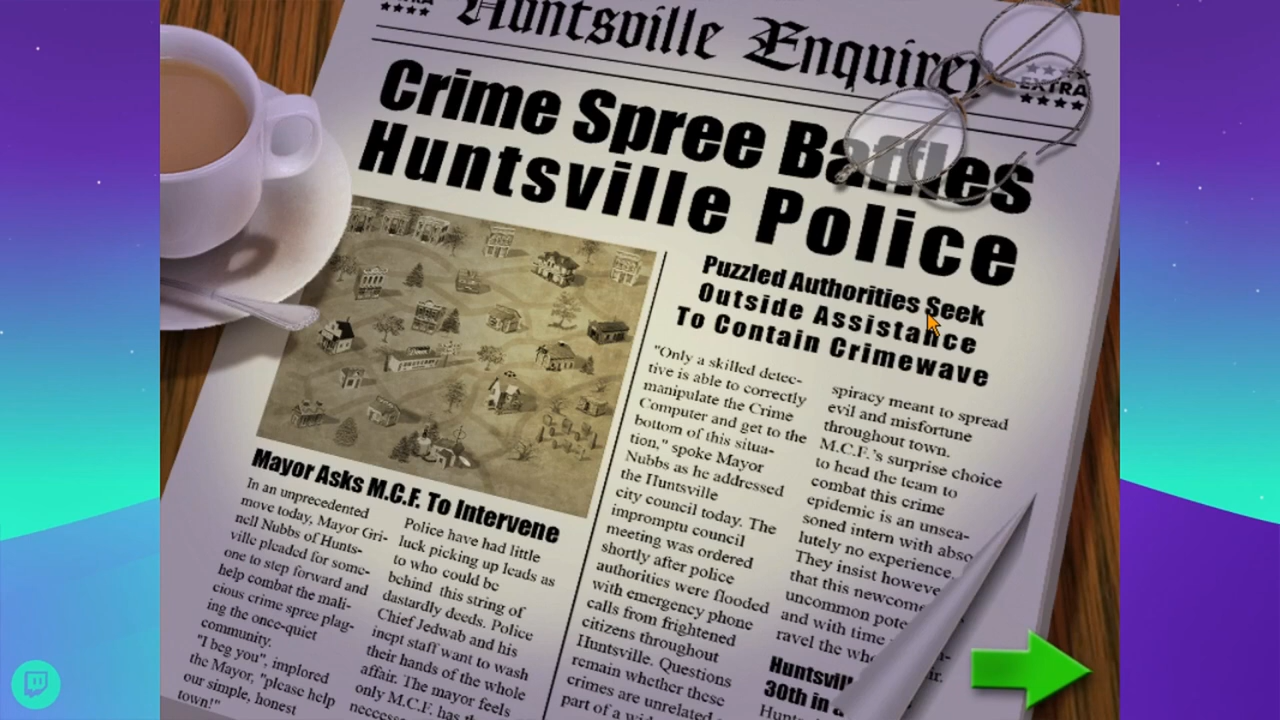 Huntsville Enquirer
EXTRA
Crime Spree Baffles
Huntsville Police
Puzzled Authorities Seek
Outside Assistance
To Contain Crimewave
Mayor Asks M.C.F. To Intervene
In an unprecedented
move today, Mayor Gri-
nell Nubbs of Hunts-
ville pleaded for some-
one to step forward and
help combat the mali-
cious crime spree plag-
ing the once-quiet
community.
"I beg you", implored
the Mayor, "please help
our simple, honest
town!"
Police have had little
luck picking up leads as
to who could be
behind this string of
dastardly deeds. Police
Chief Jedwab and his
inept staff want to wash
their hands of the whole
affair. The mayor feels
only M.C.F. has
"Only a skilled detec-
tive is able to correctly
manipulate the Crime
Computer and get to the
bottom of this situa-
tion," spoke Mayor
Nubbs as he addressed
the Huntsville
city council today. The
impromptu council
meeting was ordered
shortly after police
authorities were flooded
with emergency phone
calls from frightened
citizens throughout
Huntsville. Questions
remain whether these
crimes are unrelated
part of a
spiracy meant to spread
evil and misfortune
throughout town.
M.C.F.'s surprise choice
to head the team to
combat this crime
epidemic is an unsea-
soned intern with abso
lutely no experience.
They insist however
that this newcome
uncommon pote
and with time
ravel the who
ir.
Huntsvill
30th in a